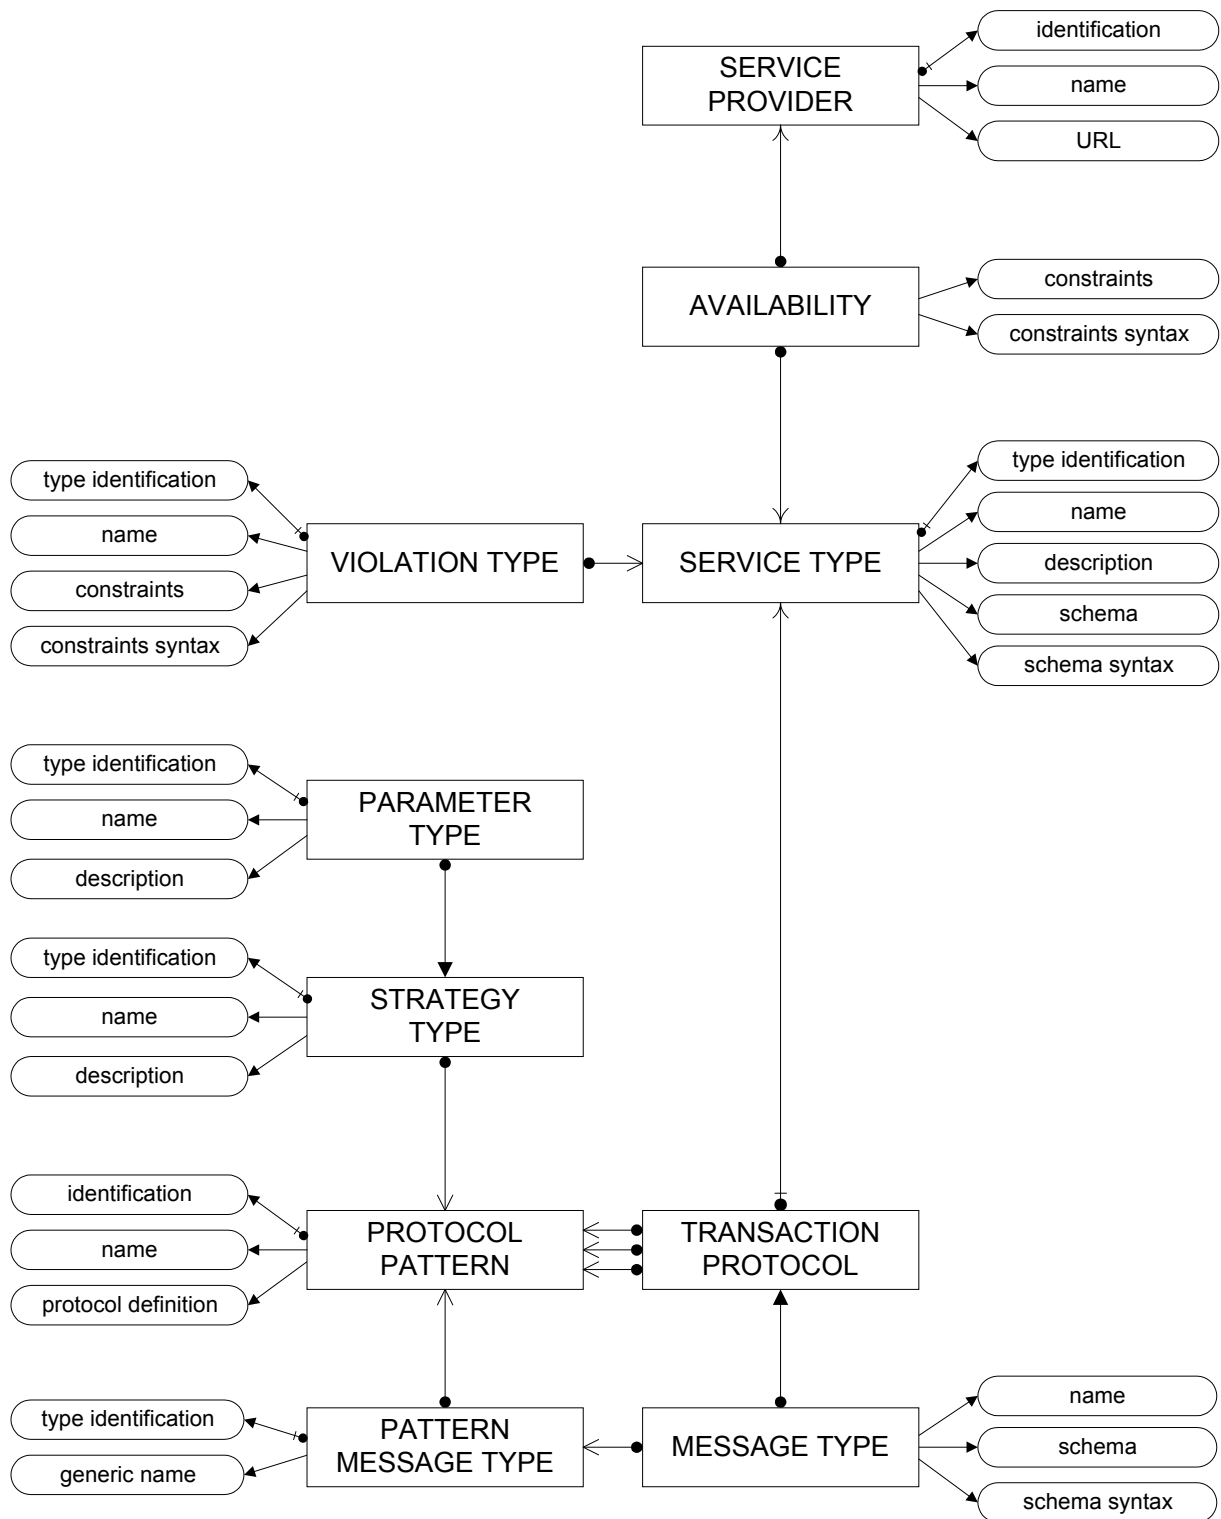 identification
SERVICE
PROVIDER
name
URL
AVAILABILITY
constraints
constraints syntax
type identification
name
constraints
constraints syntax
VIOLATION TYPE
SERVICE TYPE
type identification
name
description
schema
schema syntax
type identification
name
description
PARAMETER
TYPE
type identification
name
description
STRATEGY
TYPE
identification
name
protocol definition
PROTOCOL
PATTERN
TRANSACTION
PROTOCOL
type identification
generic name
PATTERN
MESSAGE TYPE
MESSAGE TYPE
name
schema
schema syntax